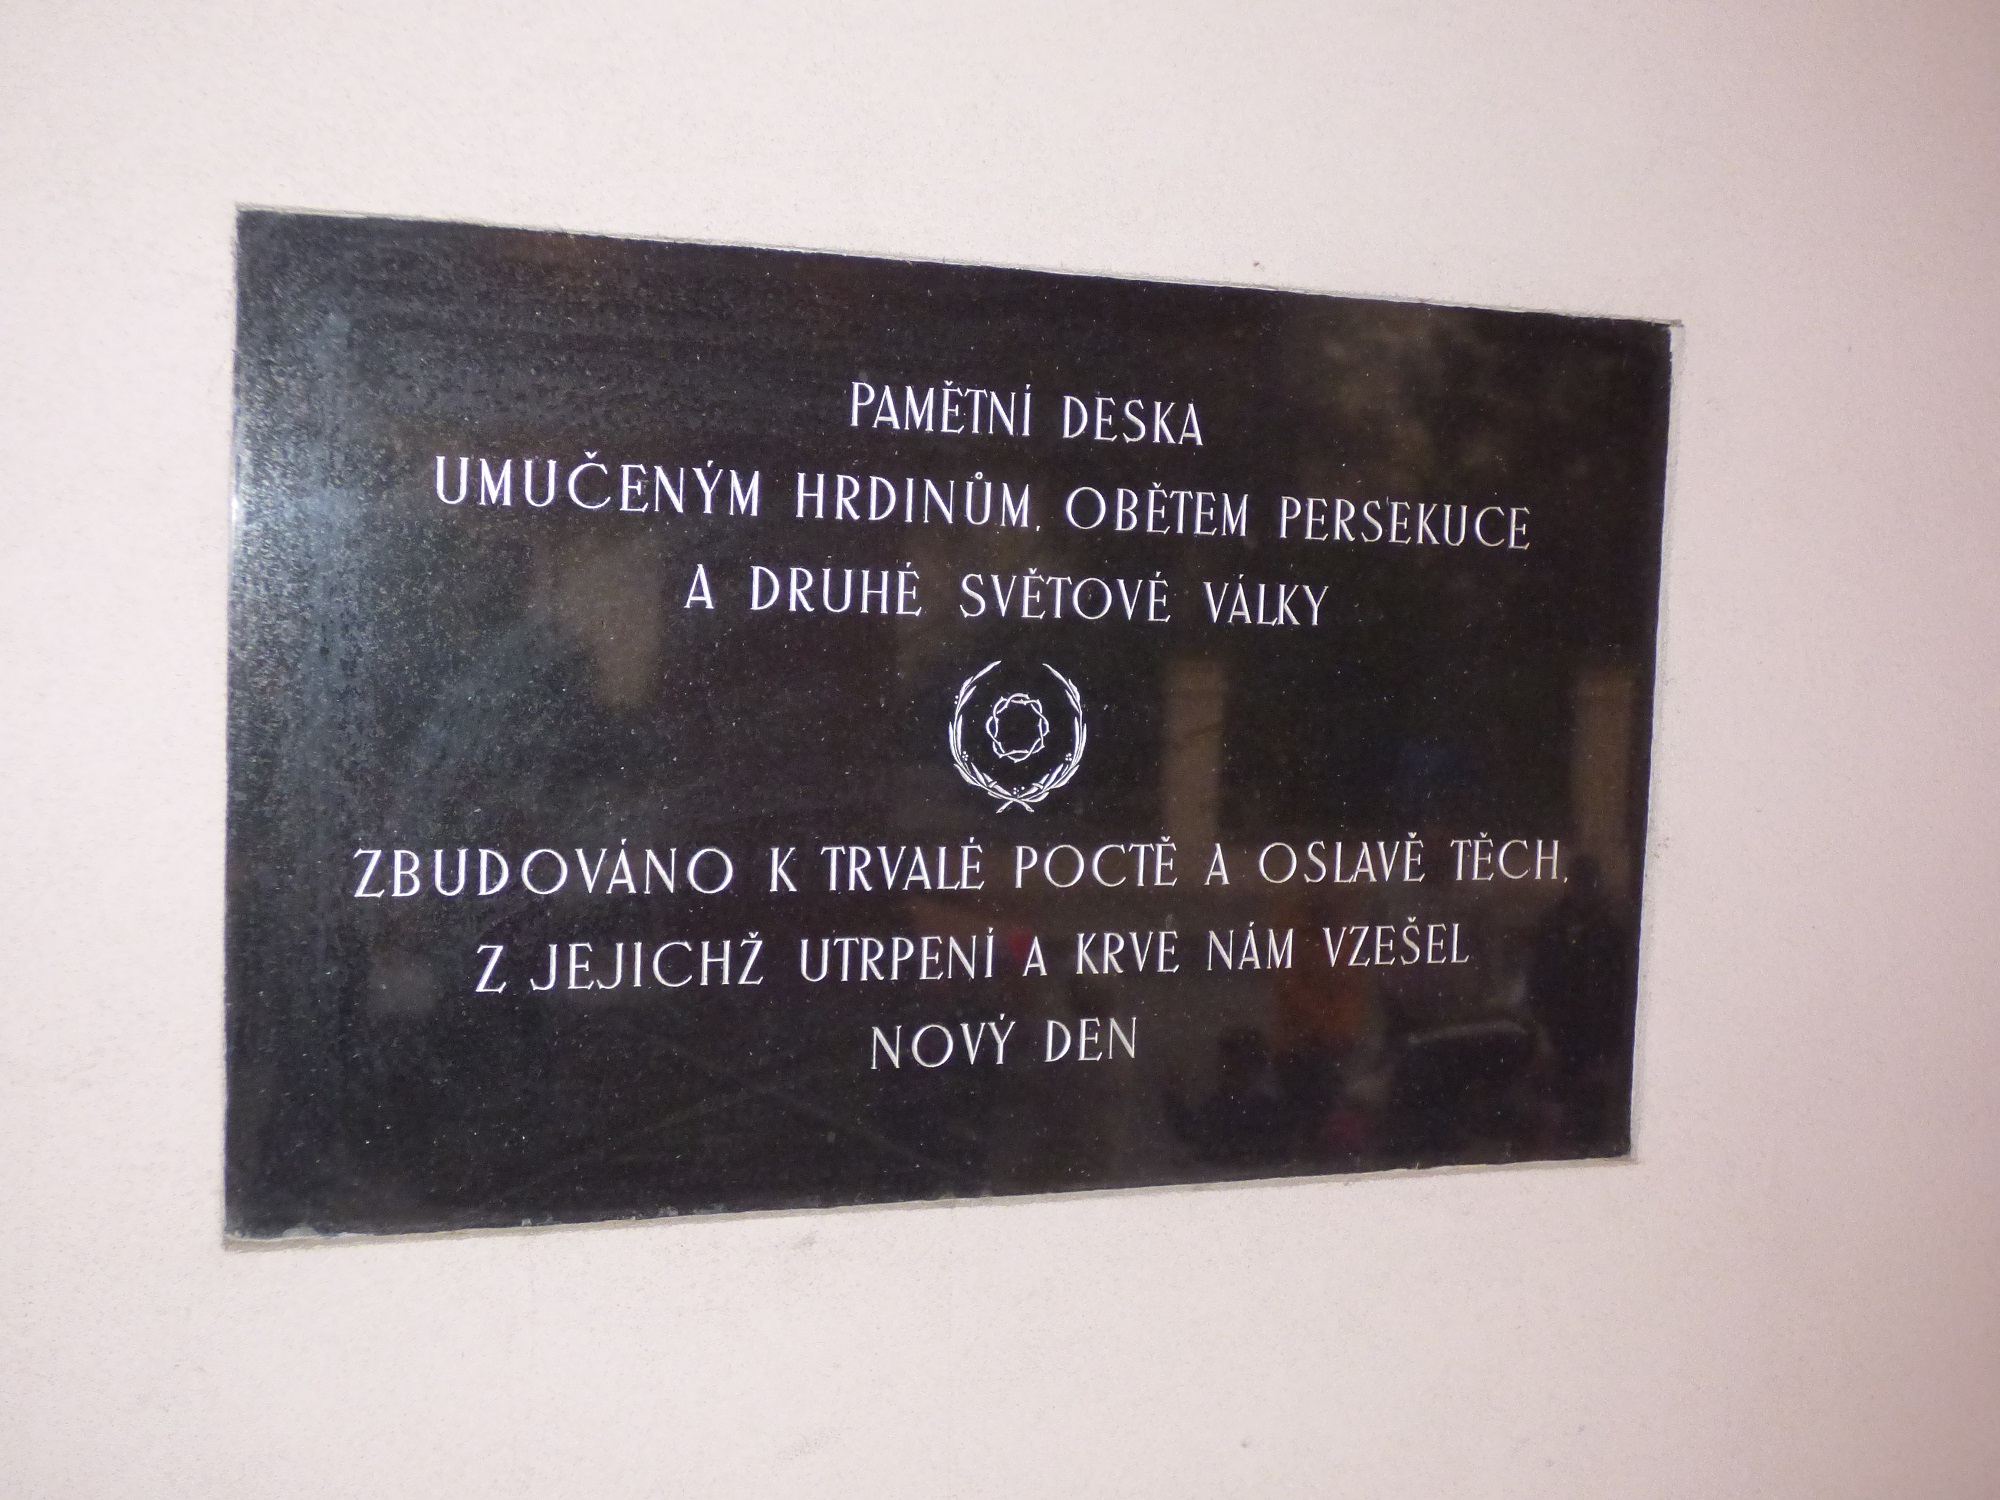 PAMĚTNÍ DESKA
UMUČENÝM HRDINŮM, OBĚTEM PERSEKUCE
A DRUHÉ SVĚTOVÉ VÁLKY
ZBUDOVÁNO K TRVALÉ POCTĚ A OSLAVĚ TĚCH,
Z JEJICHŽ UTRPENÍ A KRVE NÁM VZEŠEL
NOVÝ DEN